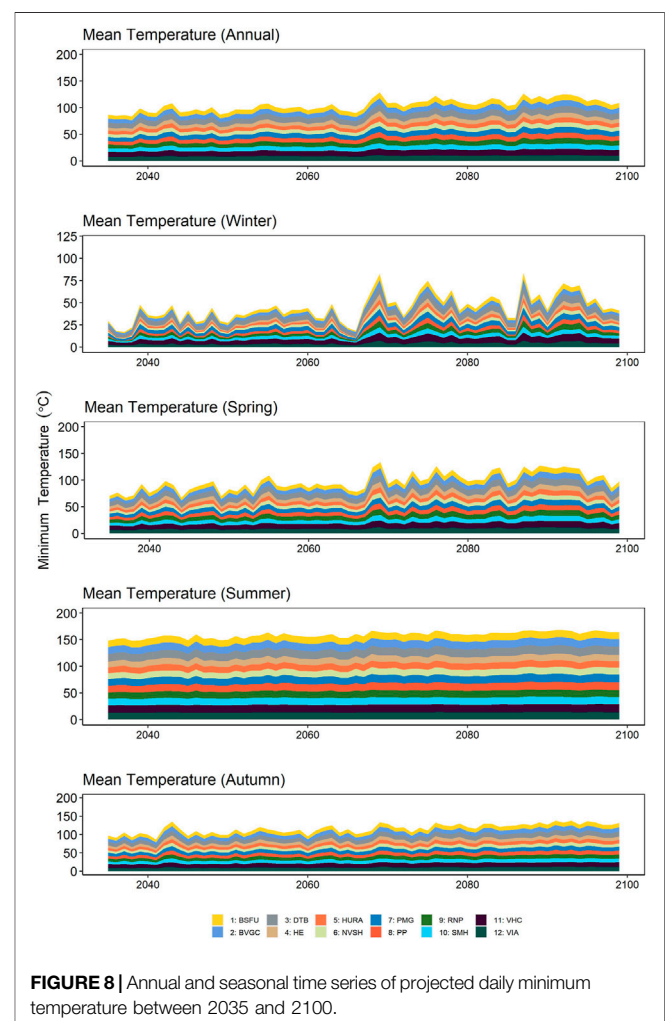 Mean Temperature (Annual)
200
150
100
50
0
2040 2060 2080 2100
Mean Temperature (Winter)
125
100
75
50
25
0
2040 2060 2080 2100
Minimum Temperature (°C)
Mean Temperature (Spring)
200
150
100
50
0
2040 2060 2080 2100
Mean Temperature (Summer)
200
150
100
50
0
2040 2060 2080 2100
Mean Temperature (Autumn)
200
150
100
50
0
2040 2060 2080 2100
1: BSFU 3: DTB 5: HURA 7: PMG 9: RNP 11: VHC
2: BVGC 4: HE 6: NVSH 8: PP 10: SMH 12: VIA
FIGURE 8 | Annual and seasonal time series of projected daily minimum
temperature between 2035 and 2100.